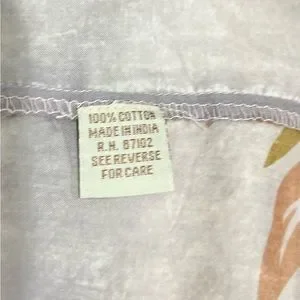 100% COTTON
MADE IN INDIA
R.N. 87102
SEE REVERSE
FOR CARE